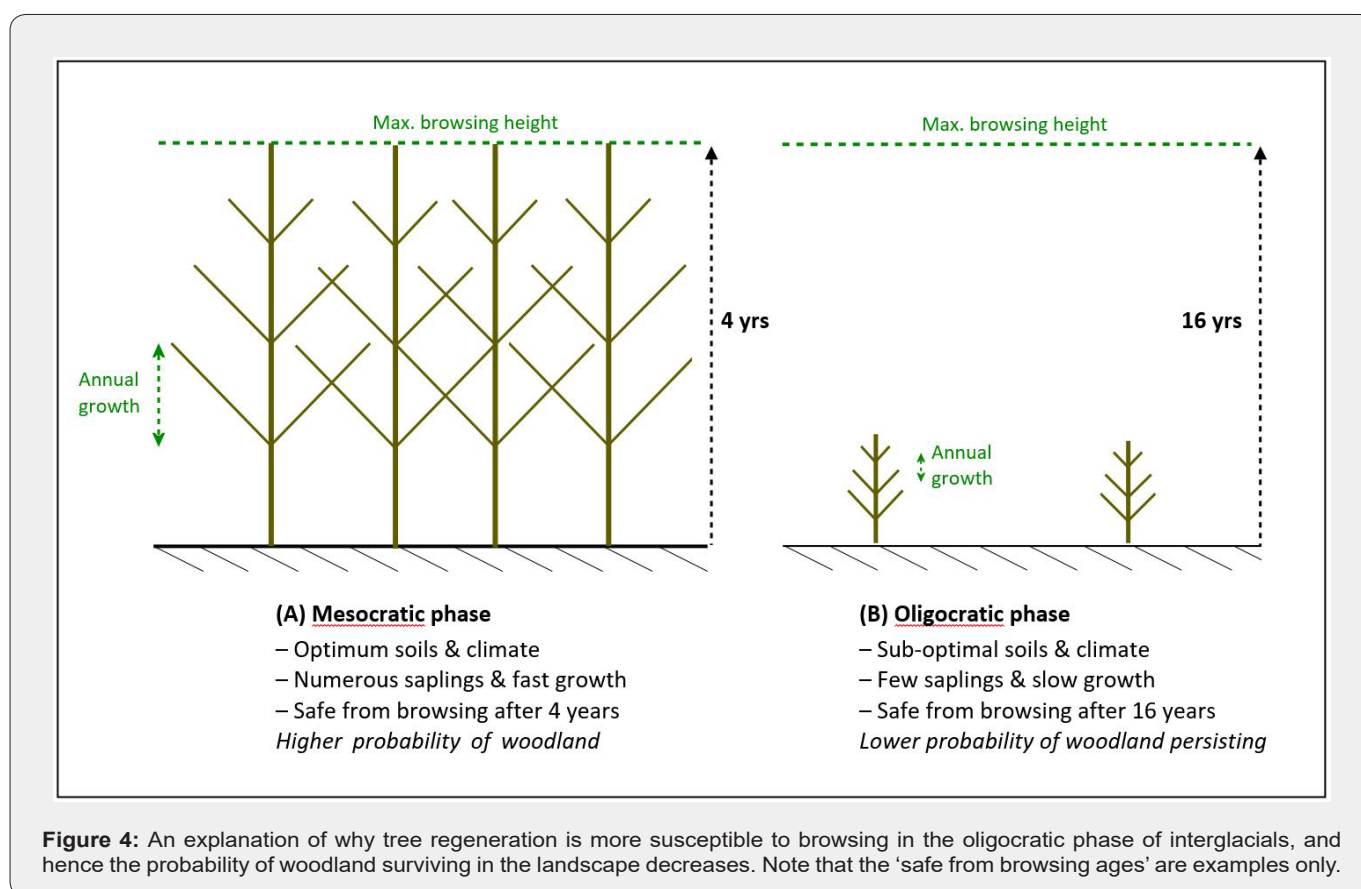 Max. browsing height
Max. browsing height
4 yrs
16 yrs
Annual
growth
Annual
growth
(A) Mesocratic phase
– Optimum soils & climate
– Numerous saplings & fast growth
– Safe from browsing after 4 years
Higher probability of woodland
(B) Oligocratic phase
– Sub-optimal soils & climate
– Few saplings & slow growth
– Safe from browsing after 16 years
Lower probability of woodland persisting
Figure 4: An explanation of why tree regeneration is more susceptible to browsing in the oligocratic phase of interglacials, and
hence the probability of woodland surviving in the landscape decreases. Note that the ‘safe from browsing ages’ are examples only.